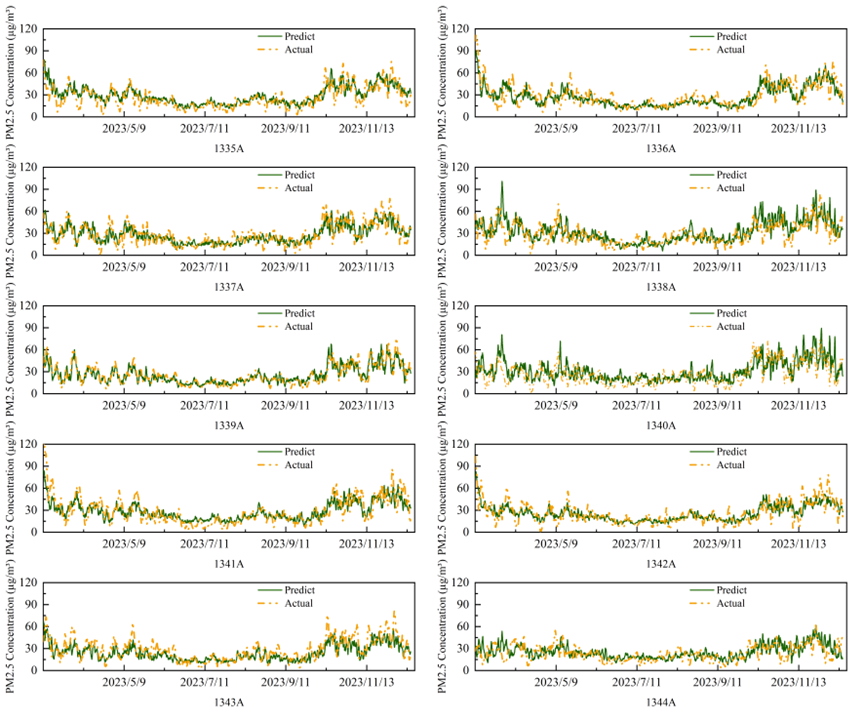 PM2.5 Concentration (μg/m³)
120
90
60
30
0
Predict
Actual
2023/5/9 2023/7/11 2023/9/11 2023/11/13
1335A
PM2.5 Concentration (μg/m³)
120
90
60
30
0
Predict
Actual
2023/5/9 2023/7/11 2023/9/11 2023/11/13
1336A
PM2.5 Concentration (μg/m³)
120
90
60
30
0
Predict
Actual
2023/5/9 2023/7/11 2023/9/11 2023/11/13
1337A
PM2.5 Concentration (μg/m³)
120
90
60
30
0
Predict
Actual
2023/5/9 2023/7/11 2023/9/11 2023/11/13
1338A
PM2.5 Concentration (μg/m³)
120
90
60
30
0
Predict
Actual
2023/5/9 2023/7/11 2023/9/11 2023/11/13
1339A
PM2.5 Concentration (μg/m³)
120
90
60
30
0
Predict
Actual
2023/5/9 2023/7/11 2023/9/11 2023/11/13
1340A
PM2.5 Concentration (μg/m³)
120
90
60
30
0
Predict
Actual
2023/5/9 2023/7/11 2023/9/11 2023/11/13
1341A
PM2.5 Concentration (μg/m³)
120
90
60
30
0
Predict
Actual
2023/5/9 2023/7/11 2023/9/11 2023/11/13
1342A
PM2.5 Concentration (μg/m³)
120
90
60
30
0
Predict
Actual
2023/5/9 2023/7/11 2023/9/11 2023/11/13
1343A
PM2.5 Concentration (μg/m³)
120
90
60
30
0
Predict
Actual
2023/5/9 2023/7/11 2023/9/11 2023/11/13
1344A